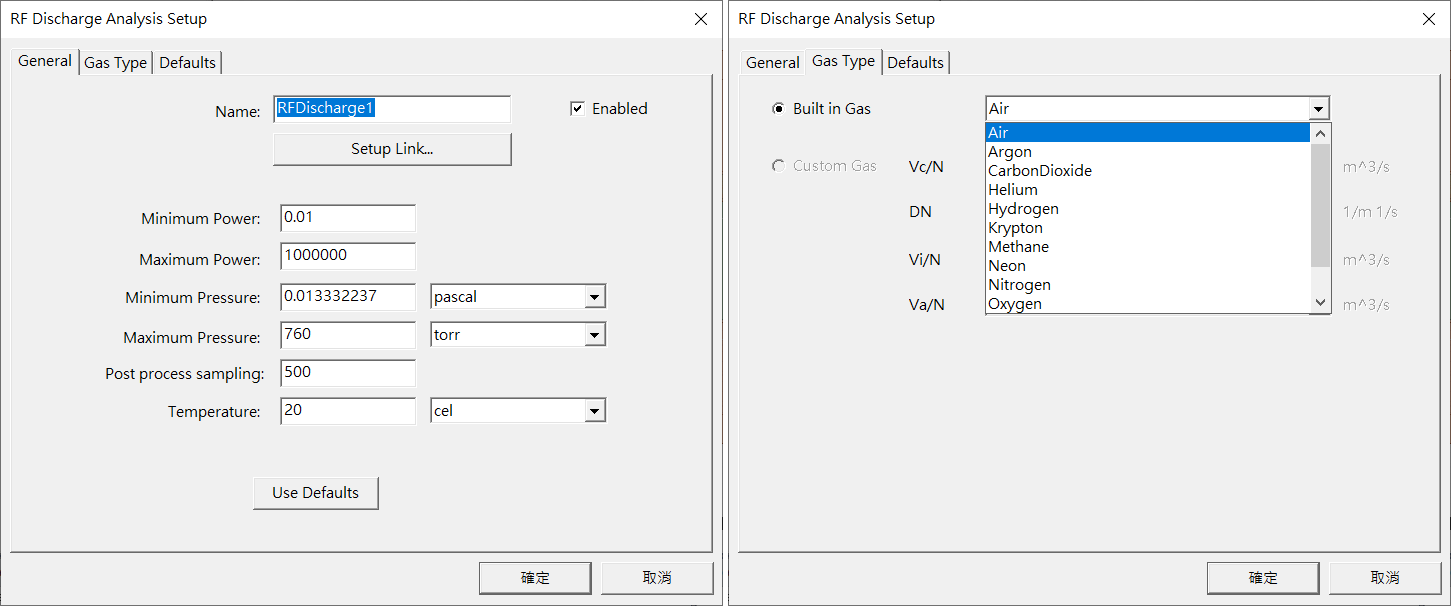 RF Discharge Analysis Setup
General Gas Type Defaults
Name: RFDischarge1 Enabled
Setup Link...
Minimum Power: 0.01
Maximum Power: 1000000
Minimum Pressure: 0.013332237 pascal
Maximum Pressure: 760 torr
Post process sampling: 500
Temperature: 20 cel
Use Defaults
確定 取消
RF Discharge Analysis Setup
General Gas Type Defaults
Built in Gas Air
Air
Argon
Custom Gas Vc/N CarbonDioxide m^3/s
Helium
DN Hydrogen 1/m 1/s
Krypton
Methane
Vi/N Neon m^3/s
Nitrogen
Va/N Oxygen m^3/s
確定 取消